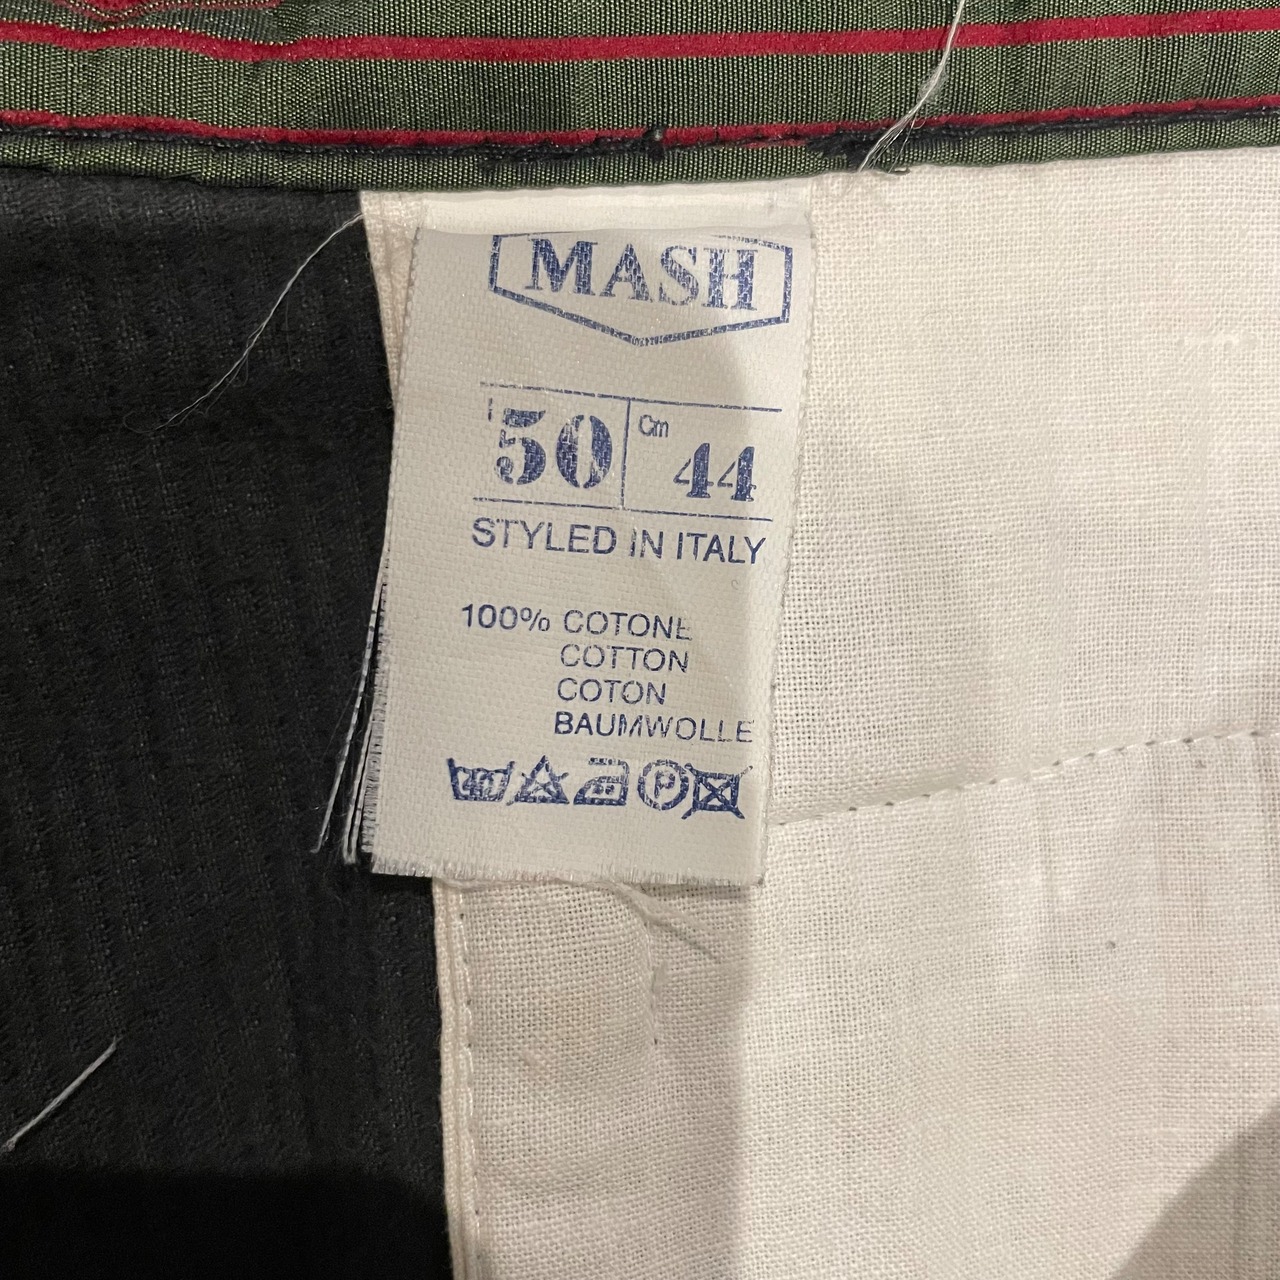 MASH
I 50 Cm 44
STYLED IN ITALY
100% COTONE
COTTON
COTON
BAUMWOLLE
P